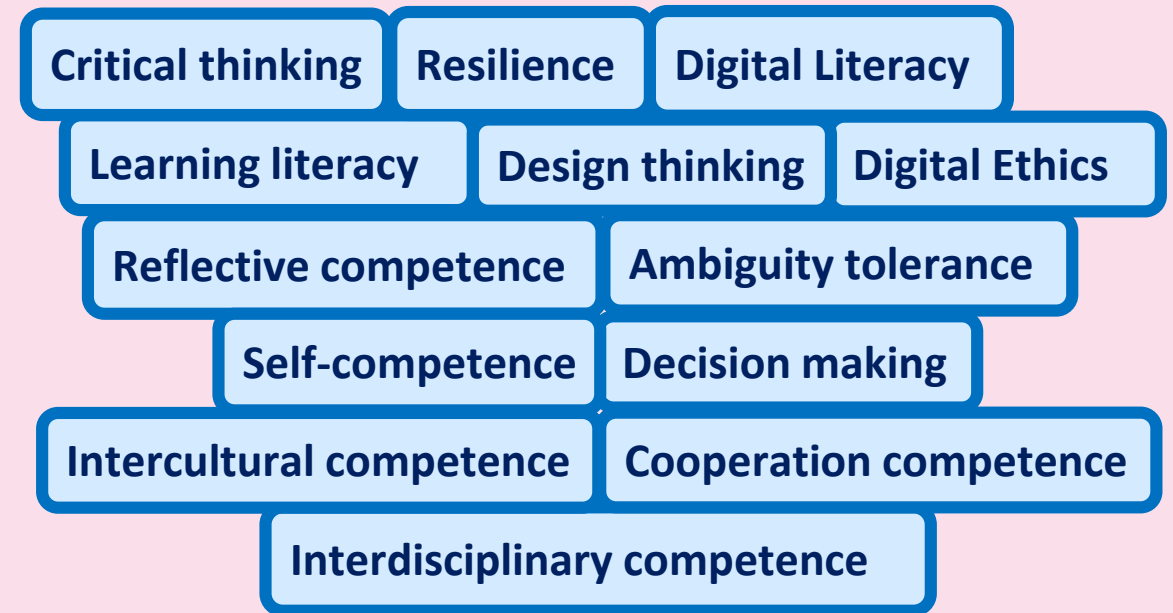 Critical thinking Resilience Digital Literacy
Learning literacy Design thinking Digital Ethics
Reflective competence Ambiguity tolerance
Self-competence Decision making
Intercultural competence Cooperation competence
Interdisciplinary competence